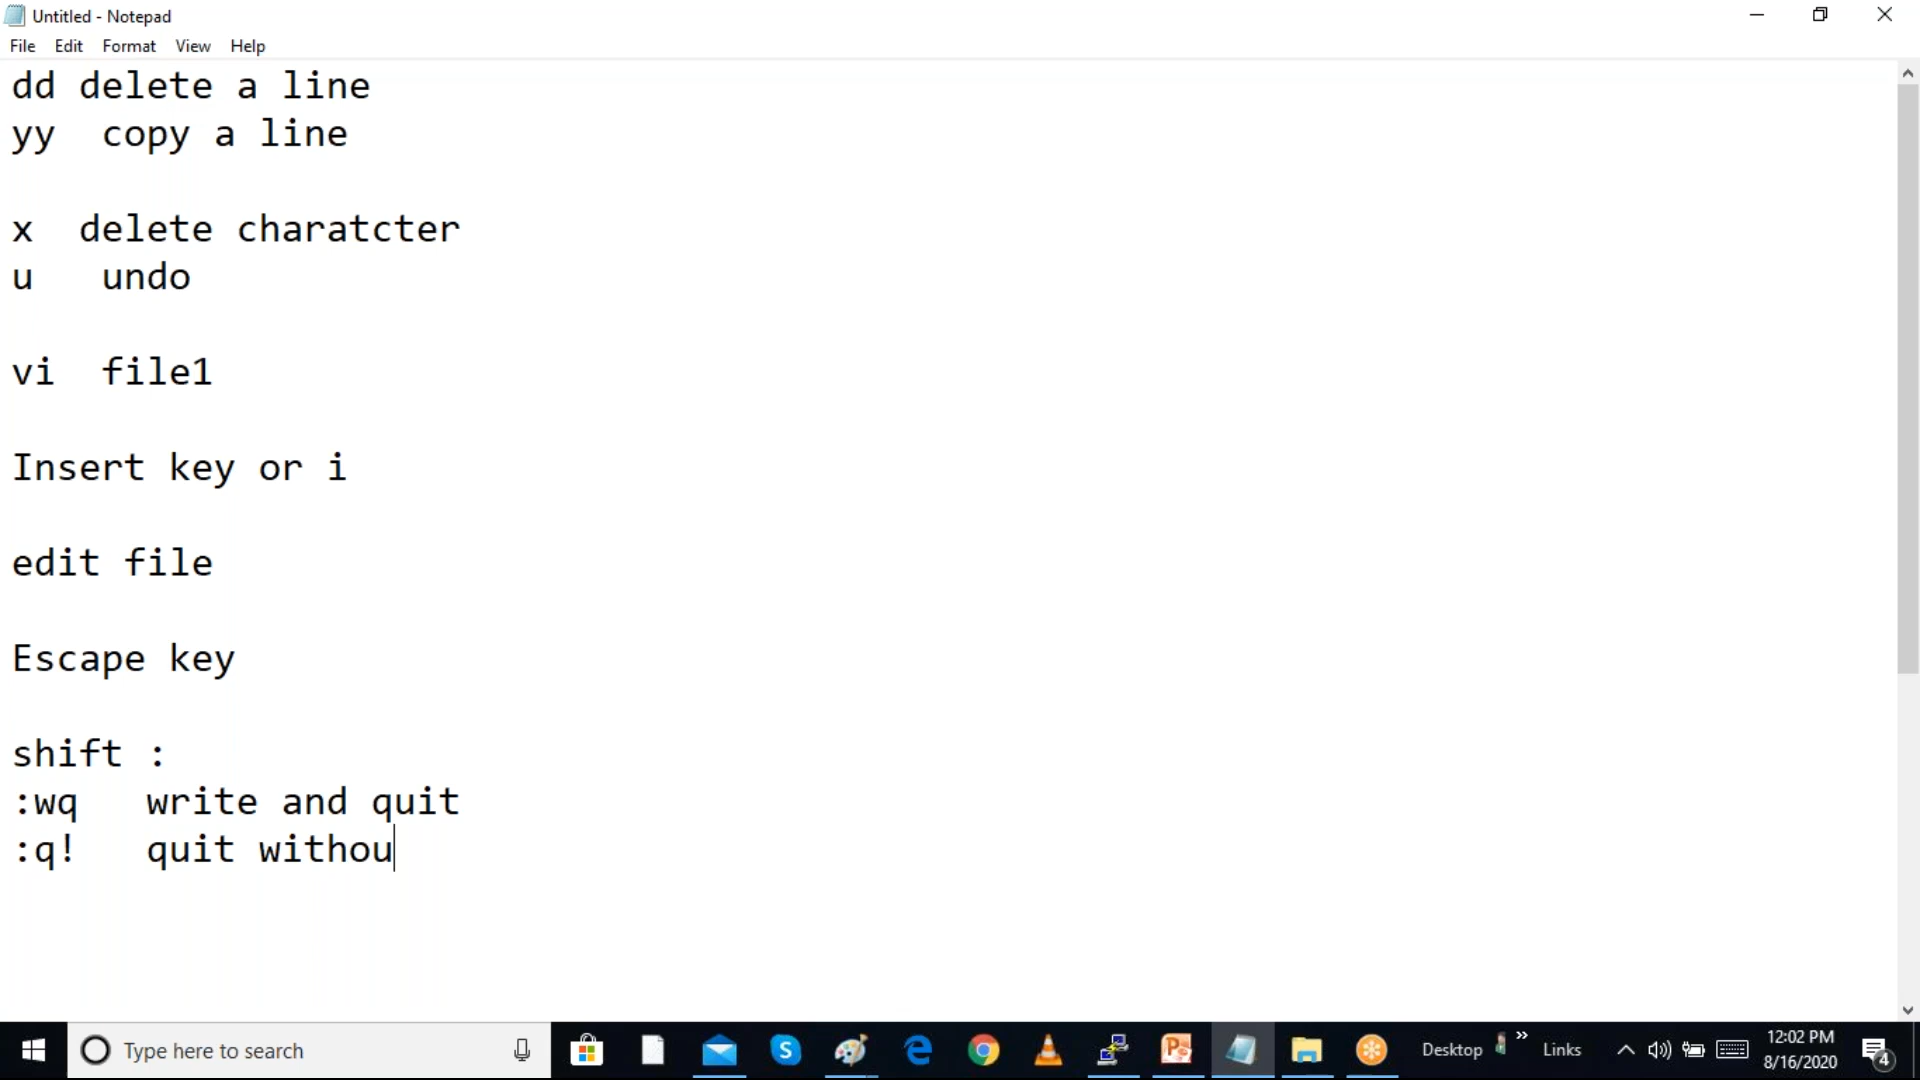 Untitled - Notepad
File Edit Format View Help
dd delete a line
yy  copy a line
x  delete charatcter
u   undo
vi  file1
Insert key or i
edit file
Escape key
shift :
:wq   write and quit
:q!   quit withou
Type here to search
Desktop
Links
12:02 PM
8/16/2020
4